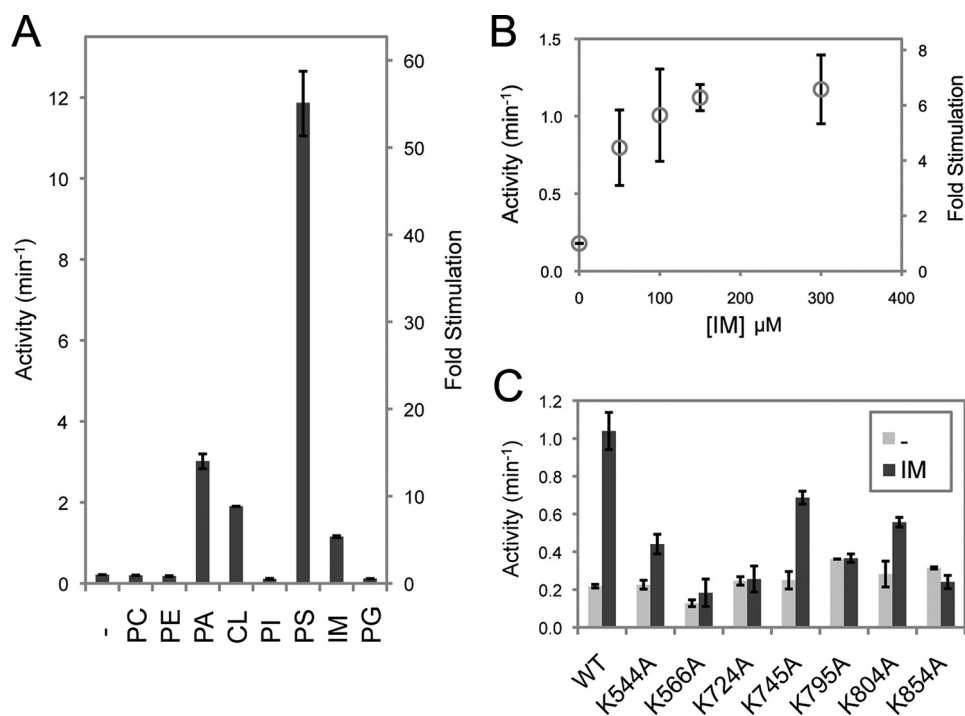 A
Activity (min-1)
12
10
8
6
4
2
0
60
50
40
30
20
10
0
Fold Stimulation
- PC PE PA CL PI PS IM PG
B
Activity (min-1)
1.5
1.0
0.5
0.0
8
6
4
2
0
Fold Stimulation
0 100 200 300 400
[IM] µM
C
Activity (min-1)
1.2
1.0
0.8
0.6
0.4
0.2
0.0
-
IM
WT K544A K566A K724A K745A K795A K804A K854A